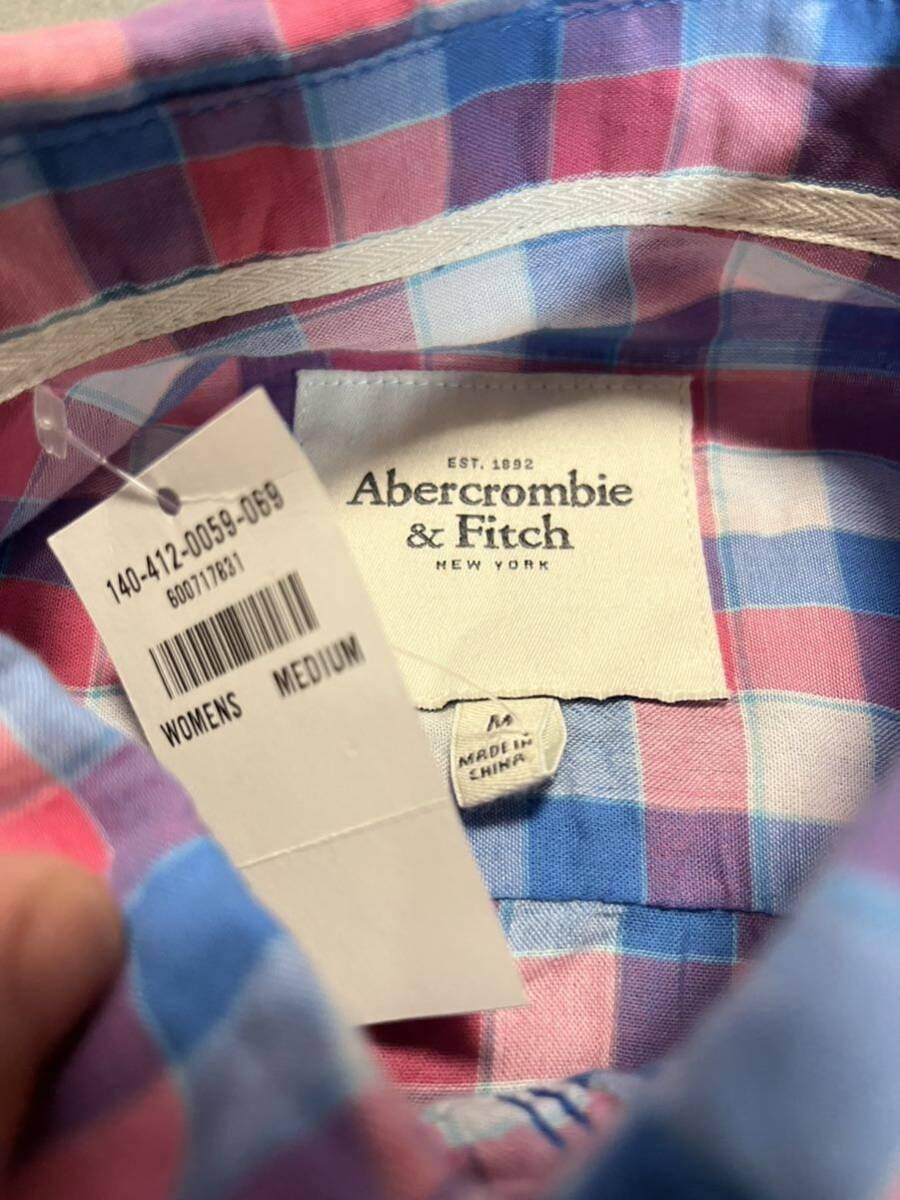 140-412-0059-069
600717831
WOMENS MEDIUM
EST. 1892
Abercrombie
& Fitch
NEW YORK
M
MADE IN
CHINA